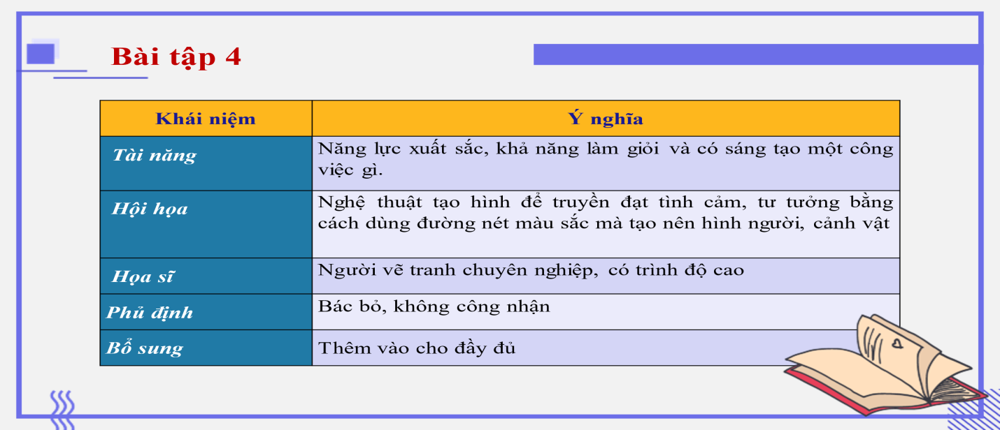 Bài tập 4
Khái niệm
Ý nghĩa
Tài năng
Năng lực xuất sắc, khả năng làm giỏi và có sáng tạo một công
việc gì.
Hội họa
Nghệ thuật tạo hình để truyền đạt tình cảm, tư tưởng bằng
cách dùng đường nét màu sắc mà tạo nên hình người, cảnh vật
Họa sĩ
Người vẽ tranh chuyên nghiệp, có trình độ cao
Phủ định
Bác bỏ, không công nhận
Bổ sung
Thêm vào cho đầy đủ